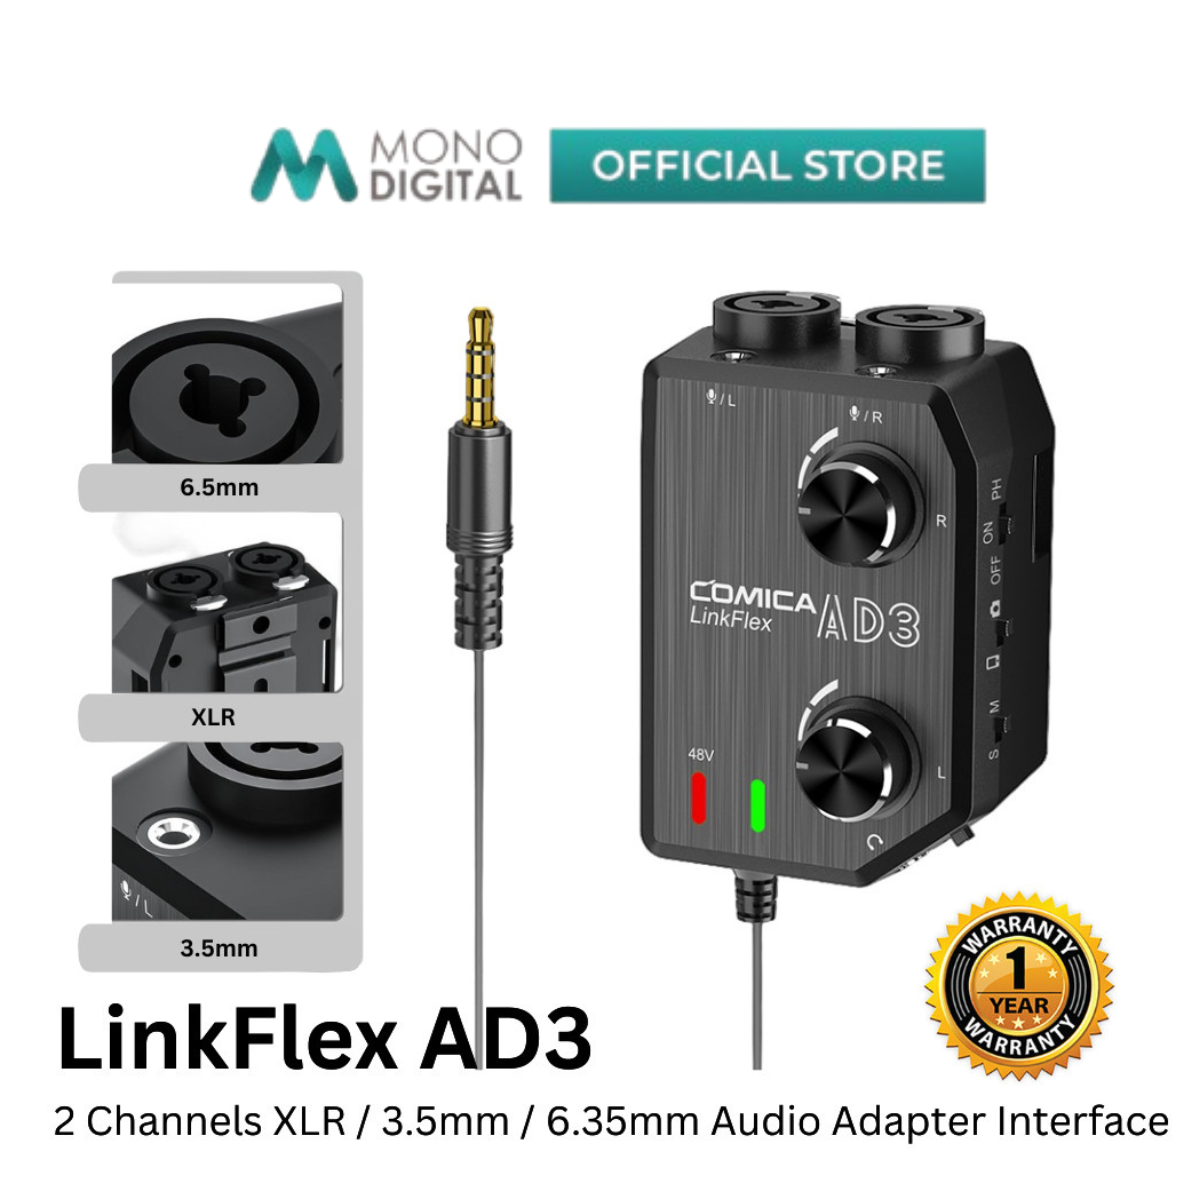 MONO
DIGITAL
OFFICIAL STORE
6.5mm
XLR
/ L
3.5mm
/ L
/ R
R
PH
ON
OFF
COMICA
LinkFlex
AD3
M
S
48V
L
WARRANTY
1
YEAR
WARRANTY
LinkFlex AD3
2 Channels XLR / 3.5mm / 6.35mm Audio Adapter Interface